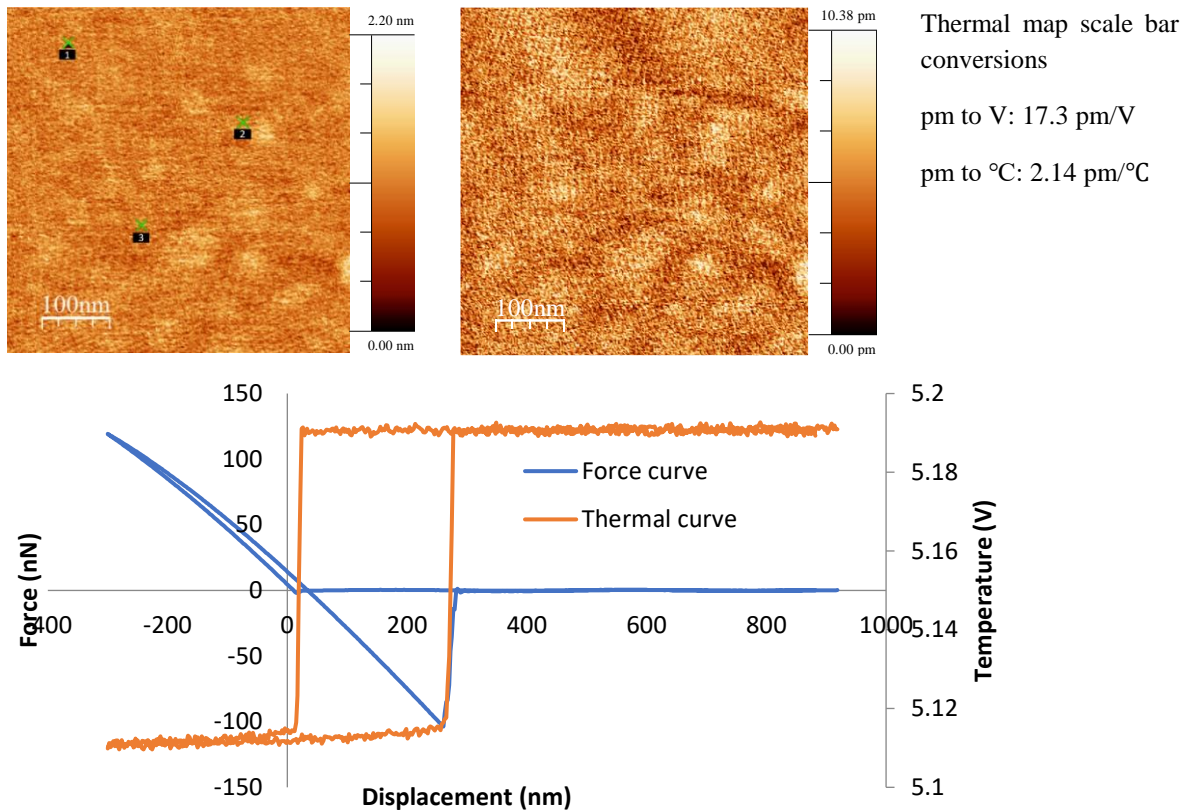 2.20 nm
1
2
3
100nm
0.00 nm
10.38 pm
100nm
0.00 pm
Thermal map scale bar
conversions
pm to V: 17.3 pm/V
pm to °C: 2.14 pm/°C
150
100
50
0
-50
-100
-150
Force (nN)
400
-200
0
200
400
600
800
1000
Displacement (nm)
Force curve
Thermal curve
5.2
5.18
5.16
5.14
5.12
5.1
Temperature (V)